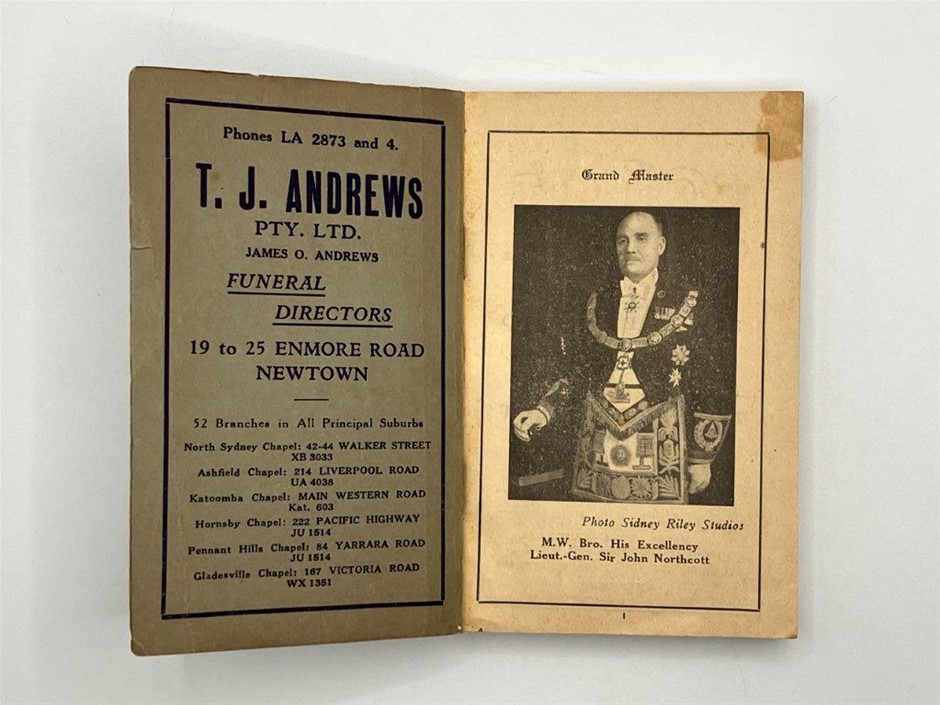 Phones LA 2873 and 4.
T. J. ANDREWS
PTY. LTD.
JAMES O. ANDREWS
FUNERAL
DIRECTORS
19 to 25 ENMORE ROAD
NEWTOWN
52 Branches in All Principal Suburbs
North Sydney Chapel: 42-44 WALKER STREET
XB 3033
Ashfield Chapel: 214 LIVERPOOL ROAD
UA 4038
Katoomba Chapel: MAIN WESTERN ROAD
Kat. 603
Hornsby Chapel: 222 PACIFIC HIGHWAY
JU 1514
Pennant Hills Chapel: 84 YARRARA ROAD
JU 1514
Gladesville Chapel: 167 VICTORIA ROAD
WX 1351
Grand Master
Photo Sidney Riley Studios
M.W. Bro. His Excellency
Lieut.-Gen. Sir John Northcott
1